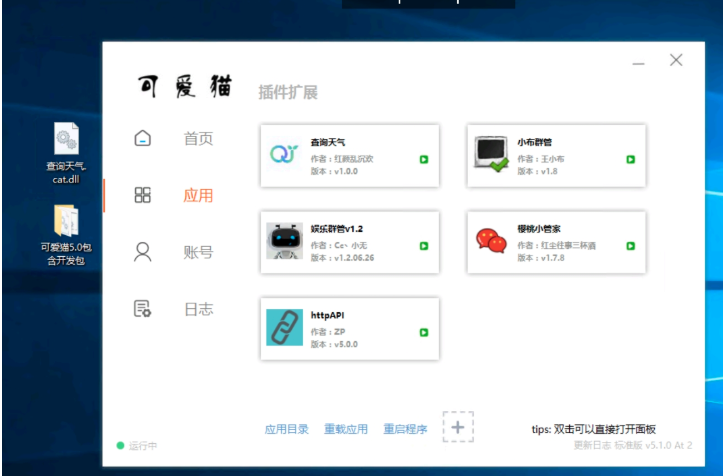 可爱猫
插件扩展
查询天气.
cat.dll
可爱猫5.0包
含开发包
首页
应用
账号
日志
查询天气
作者：红颜乱沉欢
版本：v1.0.0
小布群管
作者：王小布
版本：v1.8
娱乐群管v1.2
作者：Cc丶小无
版本：v1.2.06.26
樱桃小管家
作者：红尘往事三杯酒
版本：v1.7.8
httpAPI
作者：ZP
版本：v5.0.0
应用目录 重载应用 重启程序
tips: 双击可以直接打开面板
运行中
更新日志 标准版 v5.1.0 At 2